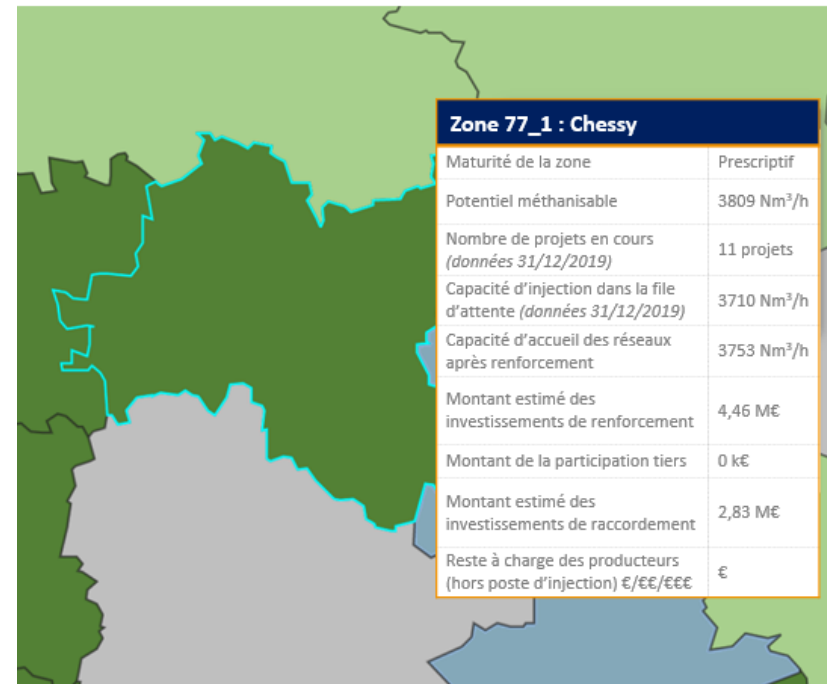 Zone 77_1 : Chessy
Maturité de la zone Prescriptif
Potentiel méthanisable 3809 Nm³/h
Nombre de projets en cours
(données 31/12/2019) 11 projets
Capacité d'injection dans la file
d'attente (données 31/12/2019) 3710 Nm³/h
Capacité d'accueil des réseaux
après renforcement 3753 Nm³/h
Montant estimé des
investissements de renforcement 4,46 M€
Montant de la participation tiers 0 k€
Montant estimé des
investissements de raccordement 2,83 M€
Reste à charge des producteurs
(hors poste d'injection) €/€€/€€€ €